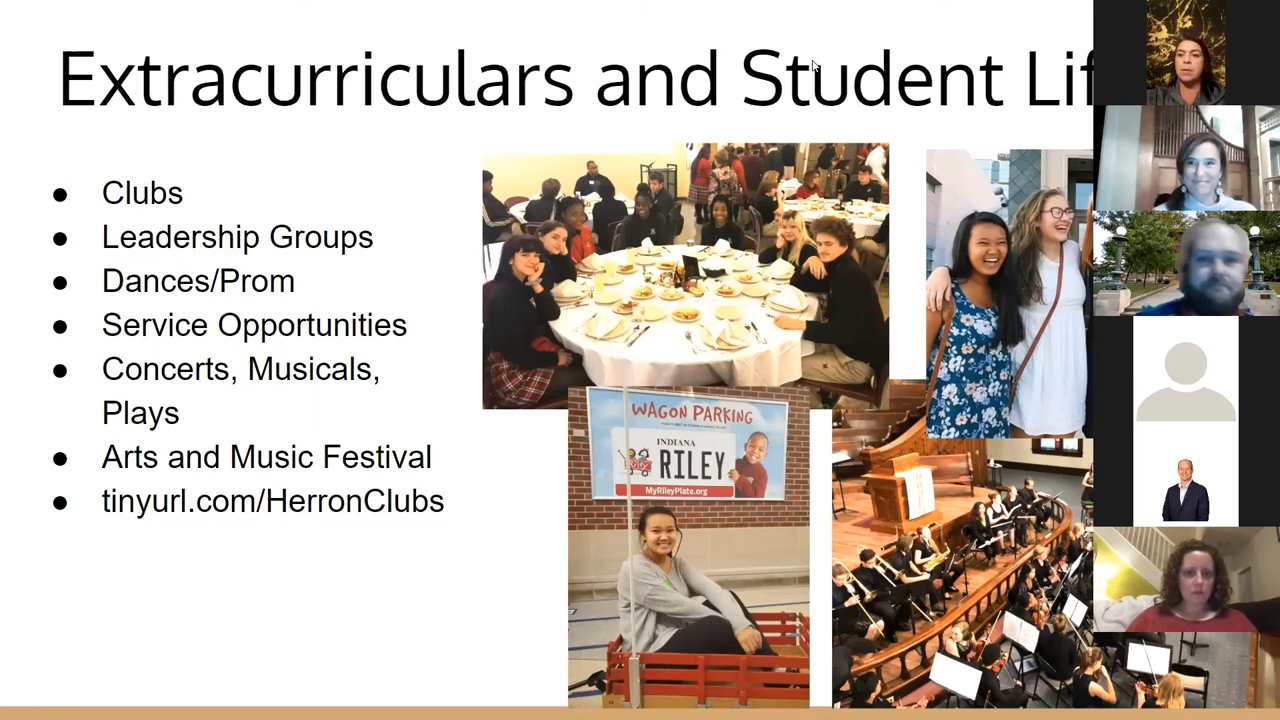 Extracurriculars and Student Lif
● Clubs
● Leadership Groups
● Dances/Prom
● Service Opportunities
● Concerts, Musicals,
Plays
● Arts and Music Festival
● tinyurl.com/HerronClubs
WAGON PARKING
INDIANA
RILEY
MyRileyPlate.org